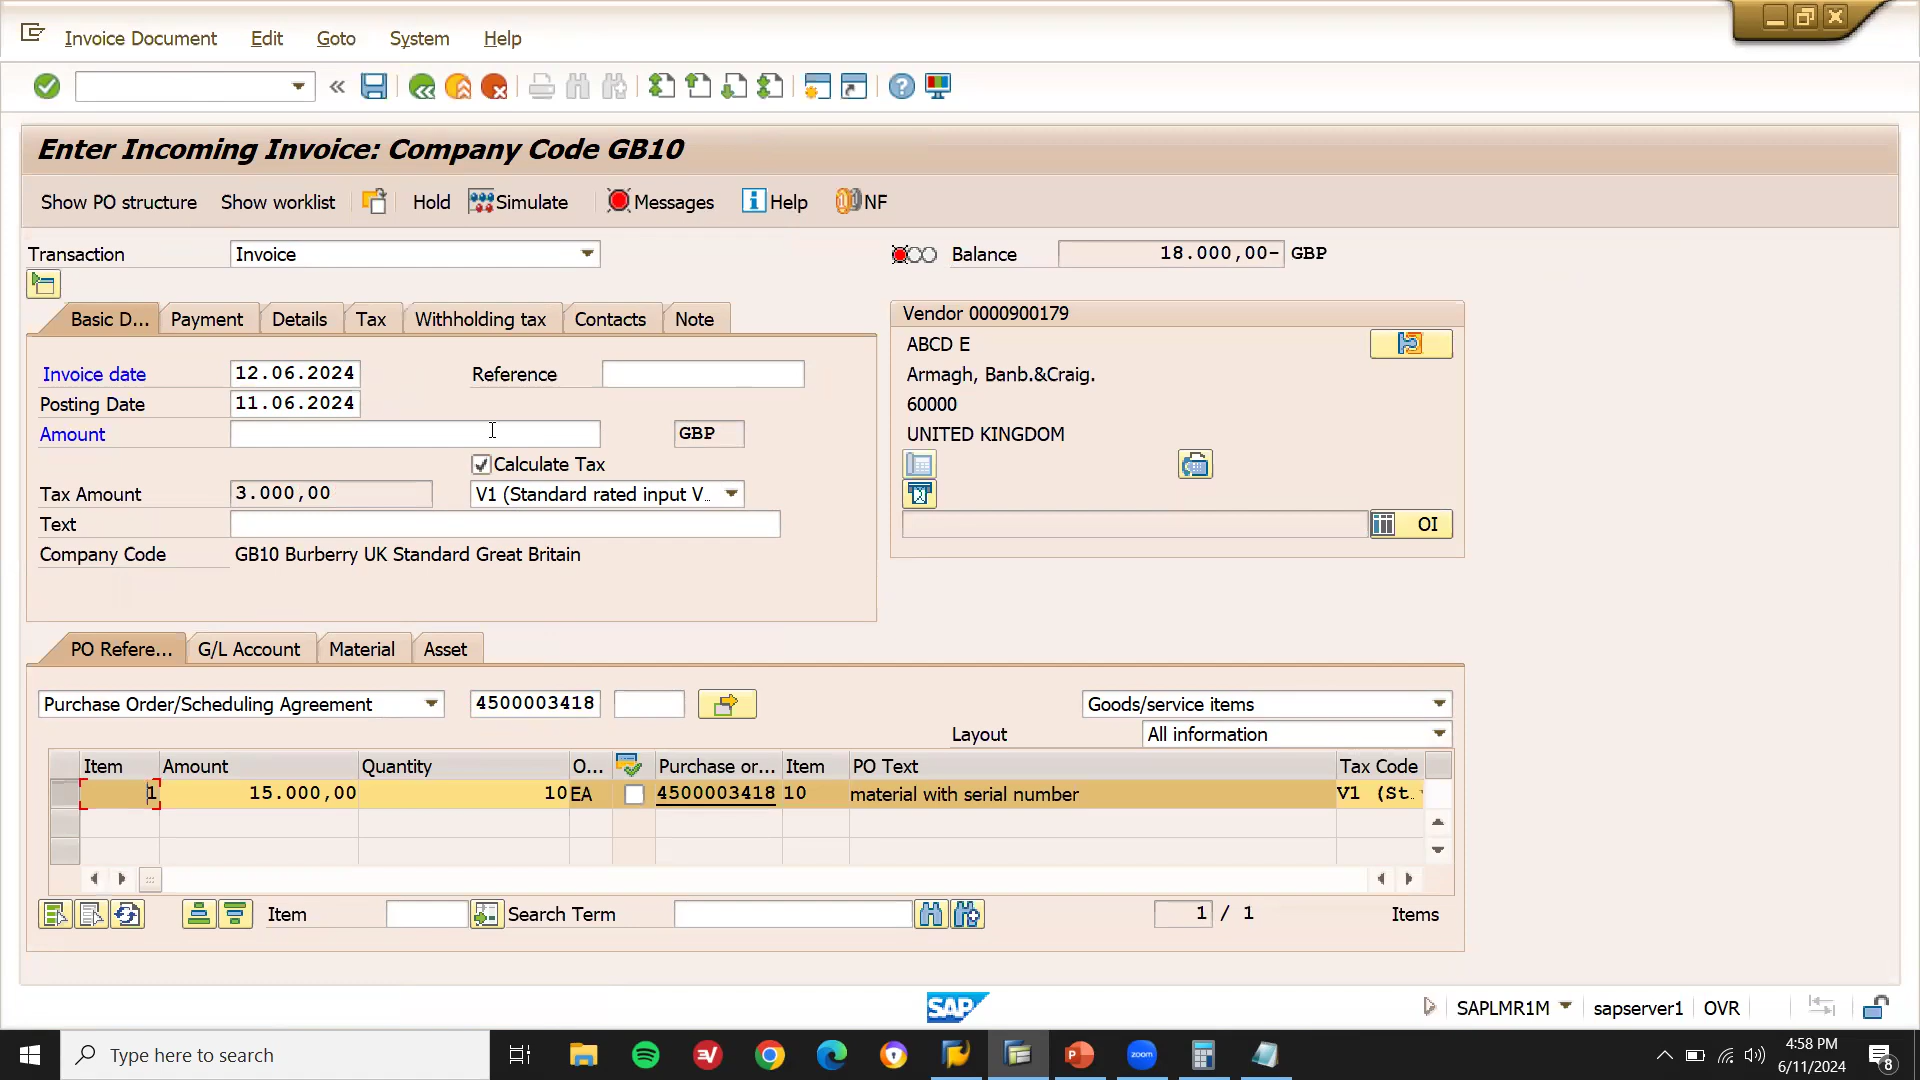 Invoice Document Edit Goto System Help
Enter Incoming Invoice: Company Code GB10
Show PO structure Show worklist Hold Simulate Messages Help NF
Transaction Invoice Balance 18.000,00- GBP
Basic D... Payment Details Tax Withholding tax Contacts Note
Invoice date 12.06.2024 Reference
Posting Date 11.06.2024
Amount GBP
Calculate Tax
Tax Amount 3.000,00 V1 (Standard rated input V..
Text
Company Code GB10 Burberry UK Standard Great Britain
Vendor 0000900179
ABCD E
Armagh, Banb.&Craig.
60000
UNITED KINGDOM
OI
PO Refere... G/L Account Material Asset
Purchase Order/Scheduling Agreement 4500003418 Goods/service items
Layout All information
Item Amount Quantity O... Purchase or... Item PO Text Tax Code
1 15.000,00 10 EA 4500003418 10 material with serial number V1 (St..
Item Search Term 1 / 1 Items
SAP SAPLMR1M sapserver1 OVR
Type here to search
zoom
4:58 PM
6/11/2024
8